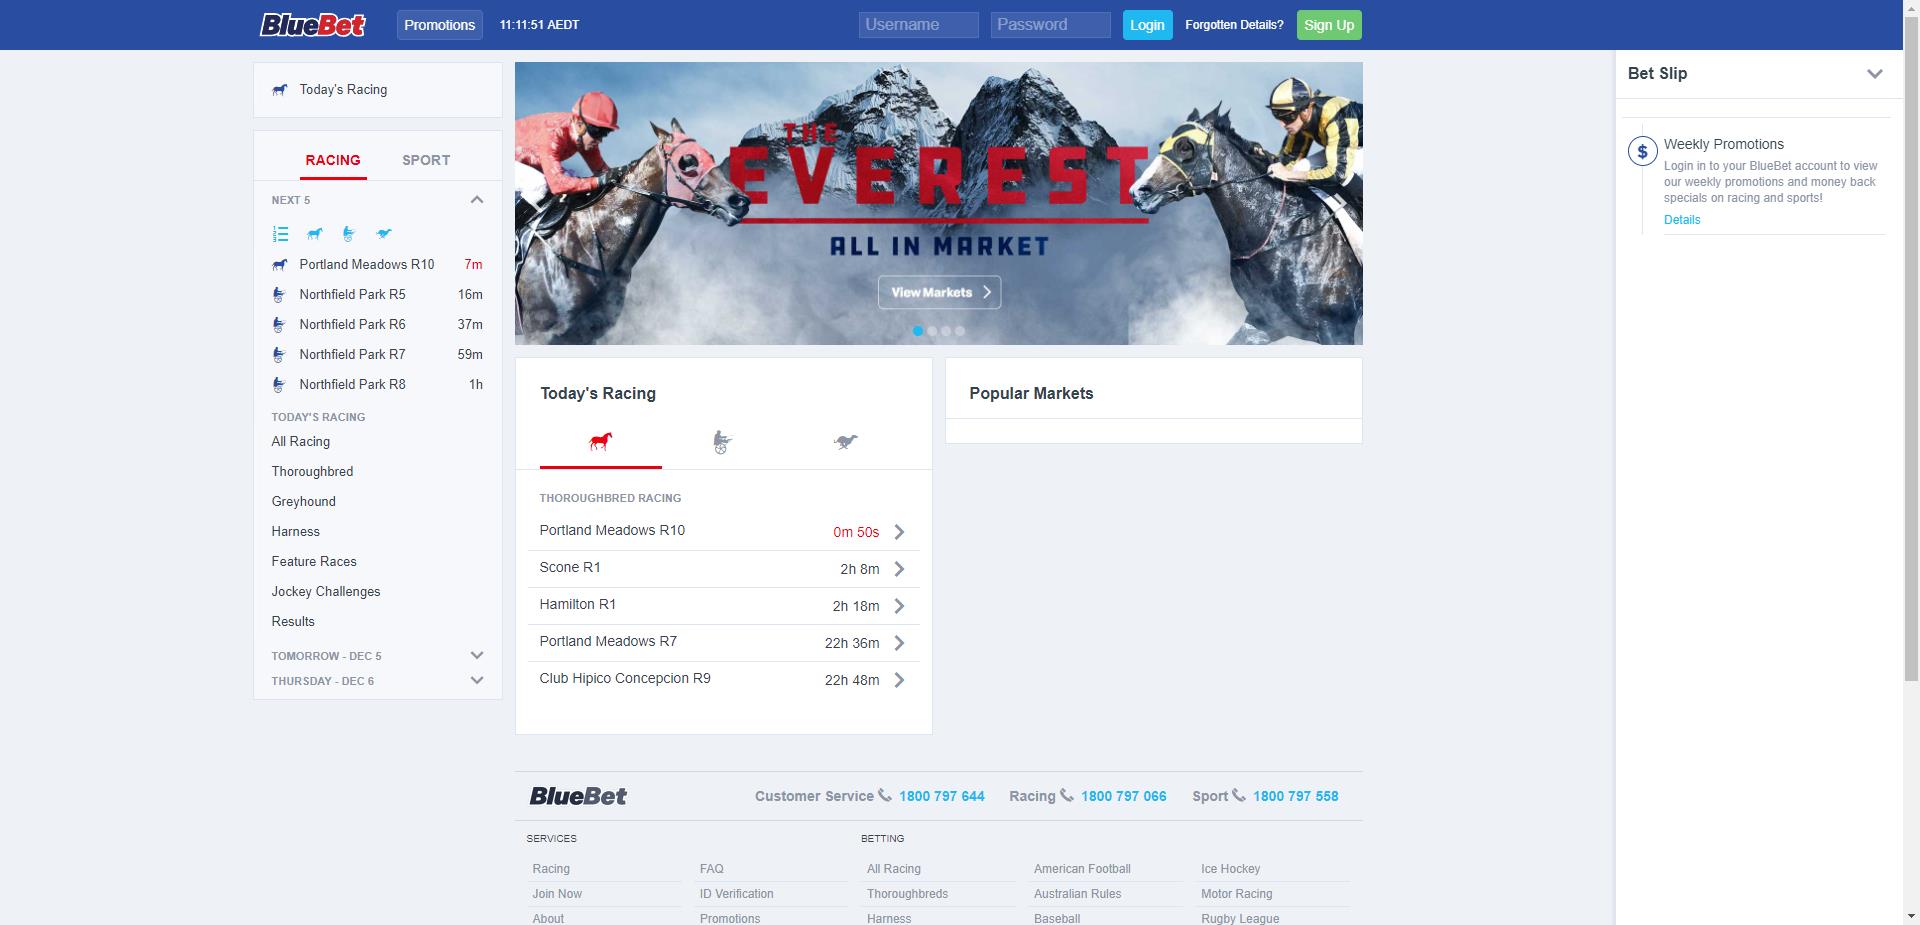 BlueBet
Promotions
11:11:51 AEDT
Username
Password
Login
Forgotten Details?
Sign Up
Today's Racing
RACING
SPORT
NEXT 5
Portland Meadows R10 7m
Northfield Park R5 16m
Northfield Park R6 37m
Northfield Park R7 59m
Northfield Park R8 1h
TODAY'S RACING
All Racing
Thoroughbred
Greyhound
Harness
Feature Races
Jockey Challenges
Results
TOMORROW - DEC 5
THURSDAY - DEC 6
THE
EVEREST
ALL IN MARKET
View Markets
Today's Racing
THOROUGHBRED RACING
Portland Meadows R10 0m 50s
Scone R1 2h 8m
Hamilton R1 2h 18m
Portland Meadows R7 22h 36m
Club Hipico Concepcion R9 22h 48m
Popular Markets
Bet Slip
$
Weekly Promotions
Login in to your BlueBet account to view
our weekly promotions and money back
specials on racing and sports!
Details
BlueBet
Customer Service 1800 797 644
Racing 1800 797 066
Sport 1800 797 558
SERVICES
Racing
Join Now
About
FAQ
ID Verification
Promotions
BETTING
All Racing
Thoroughbreds
Harness
American Football
Australian Rules
Baseball
Ice Hockey
Motor Racing
Rugby League